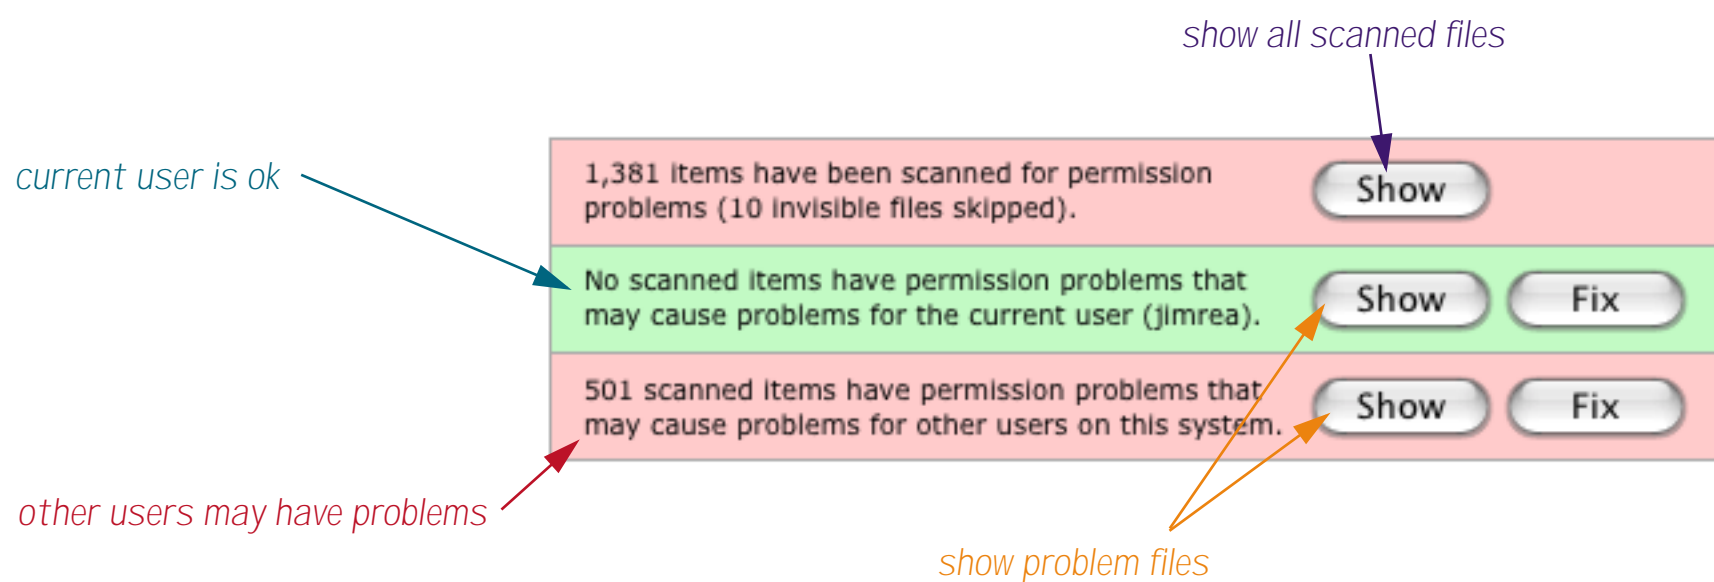 show all scanned files
current user is ok
1,381 items have been scanned for permission
problems (10 invisible files skipped).
Show
No scanned items have permission problems that
may cause problems for the current user (jimrea).
Show
Fix
501 scanned items have permission problems that
may cause problems for other users on this system.
Show
Fix
other users may have problems
show problem files